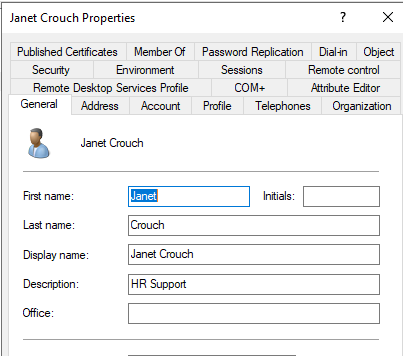 Janet Crouch Properties ? ×
Published Certificates Member Of Password Replication Dial-in Object
Security Environment Sessions Remote control
Remote Desktop Services Profile COM+ Attribute Editor
General Address Account Profile Telephones Organization
Janet Crouch
First name: Janet Initials:
Last name: Crouch
Display name: Janet Crouch
Description: HR Support
Office: